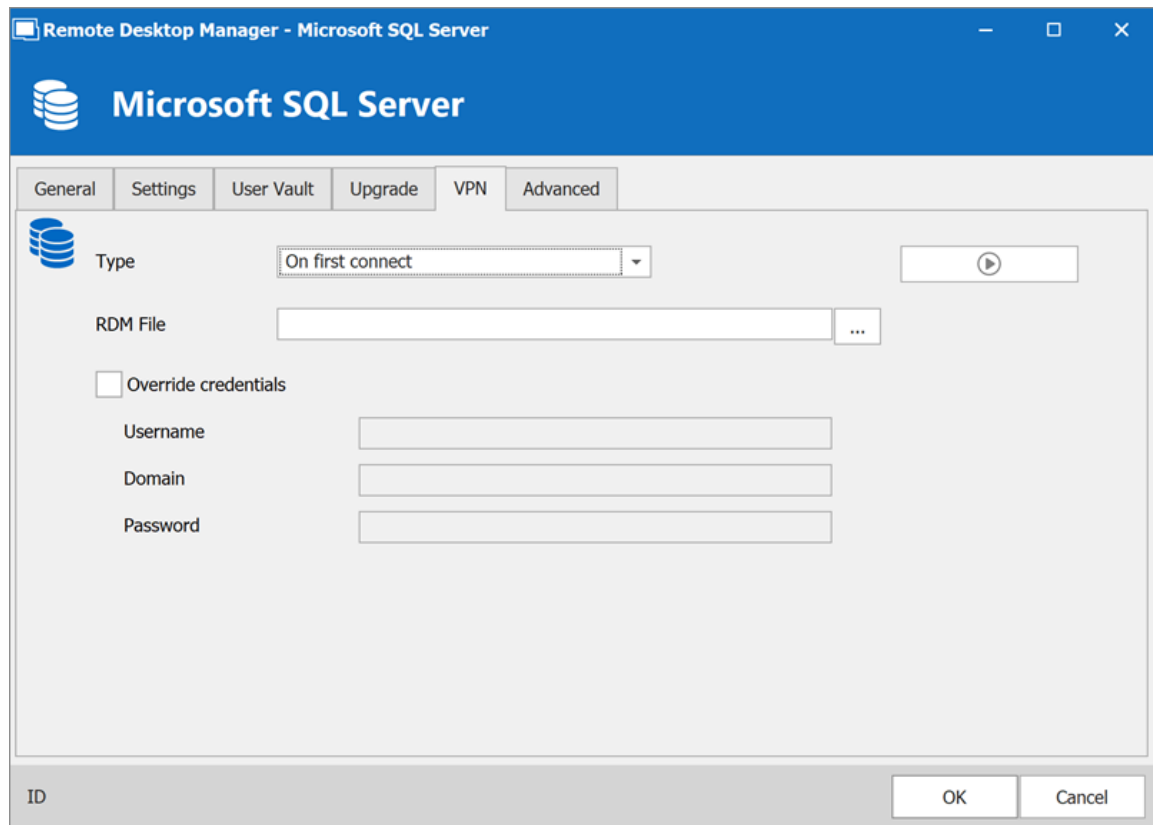 Remote Desktop Manager - Microsoft SQL Server
Microsoft SQL Server
General Settings User Vault Upgrade VPN Advanced
Type On first connect
RDM File ...
Override credentials
Username
Domain
Password
ID OK Cancel